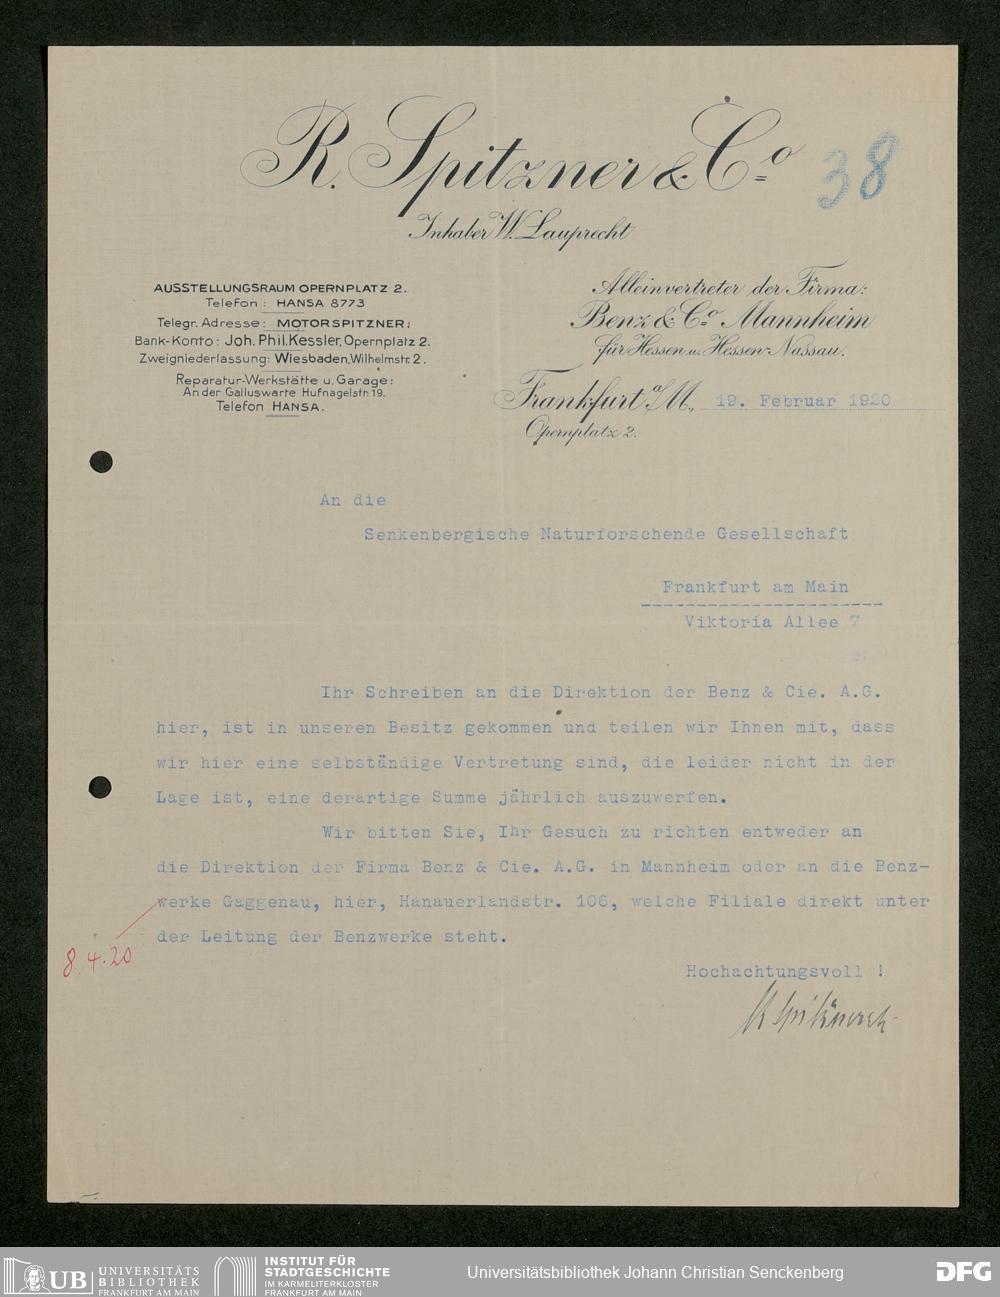 R. Spitzner & Co
38
Inhaber W. Lauprecht
AUSSTELLUNGSRAUM OPERNPLATZ 2.
Telefon: HANSA 8773
Telegr. Adresse: MOTORSPITZNER:
Bank-Konto: Joh. Phil. Kessler, Opernplatz 2.
Zweigniederlassung: Wiesbaden, Wilhelmstr. 2.
Reparatur-Werkstätte u. Garage:
An der Galluswarte Hufnagelstr. 19.
Telefon HANSA.
Alleinvertreter der Firma:
Benz & Co Mannheim
für Hessen u. Hessen-Nassau.
Frankfurt a/M., 19. Februar 1920
Opernplatz 2.
An die
Senkenbergische Naturforschende Gesellschaft
Frankfurt am Main
Viktoria Allee 7
Ihr Schreiben an die Direktion der Benz & Cie. A.G.
hier, ist in unseren Besitz gekommen und teilen wir Ihnen mit, dass
wir hier eine selbständige Vertretung sind, die leider nicht in der
Lage ist, eine derartige Summe jährlich auszuwerfen.
Wir bitten Sie, Ihr Gesuch zu richten entweder an
die Direktion der Firma Benz & Cie. A.G. in Mannheim oder an die Benz-
werke Gaggenau, hier, Hanauerlandstr. 106, welche Filiale direkt unter
der Leitung der Benzwerke steht.
8.4.20
Hochachtungsvoll !
UB UNIVERSITÄTS
BIBLIOTHEK
FRANKFURT AM MAIN
INSTITUT FÜR
STADTGESCHICHTE
IM KARMELITERKLOSTER
FRANKFURT AM MAIN
Universitätsbibliothek Johann Christian Senckenberg
DFG